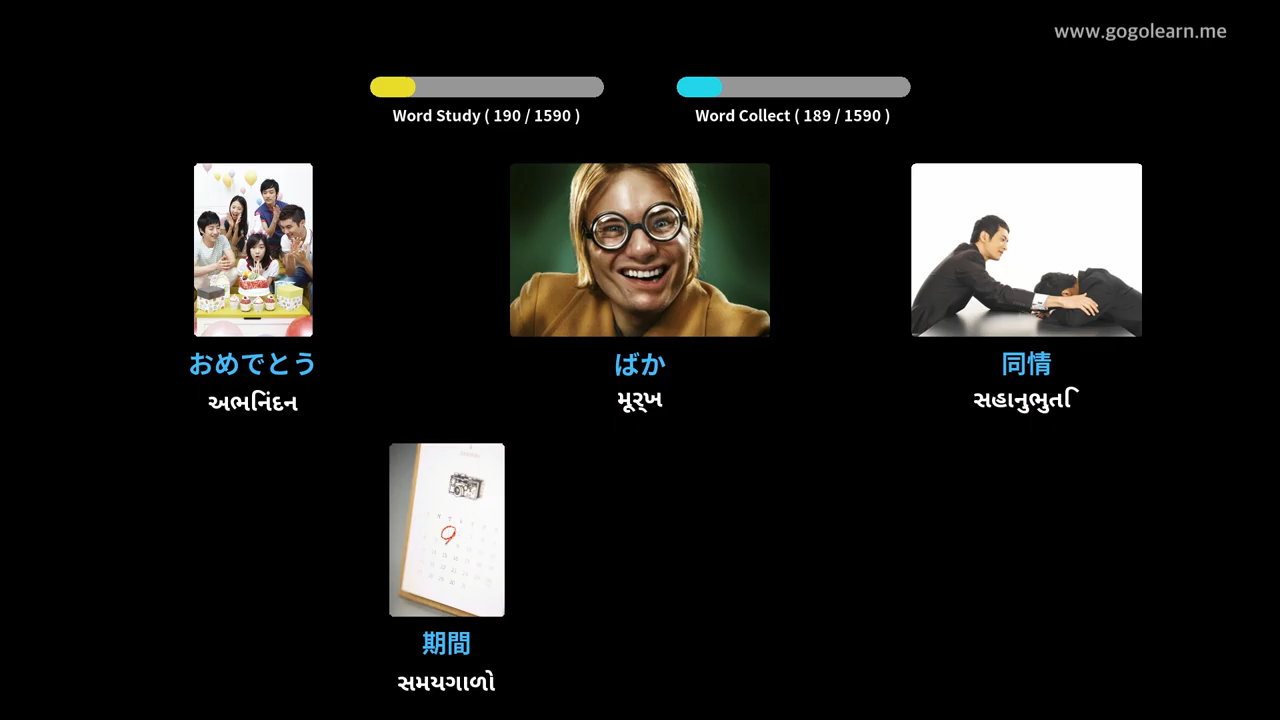 www.gogolearn.me
Word Study ( 190 / 1590 )
Word Collect ( 189 / 1590 )
おめでとう
ばか
同情
અભનિંદન
મૂર્ખ
સહાનુભુતિ
期間
સમયગાળો